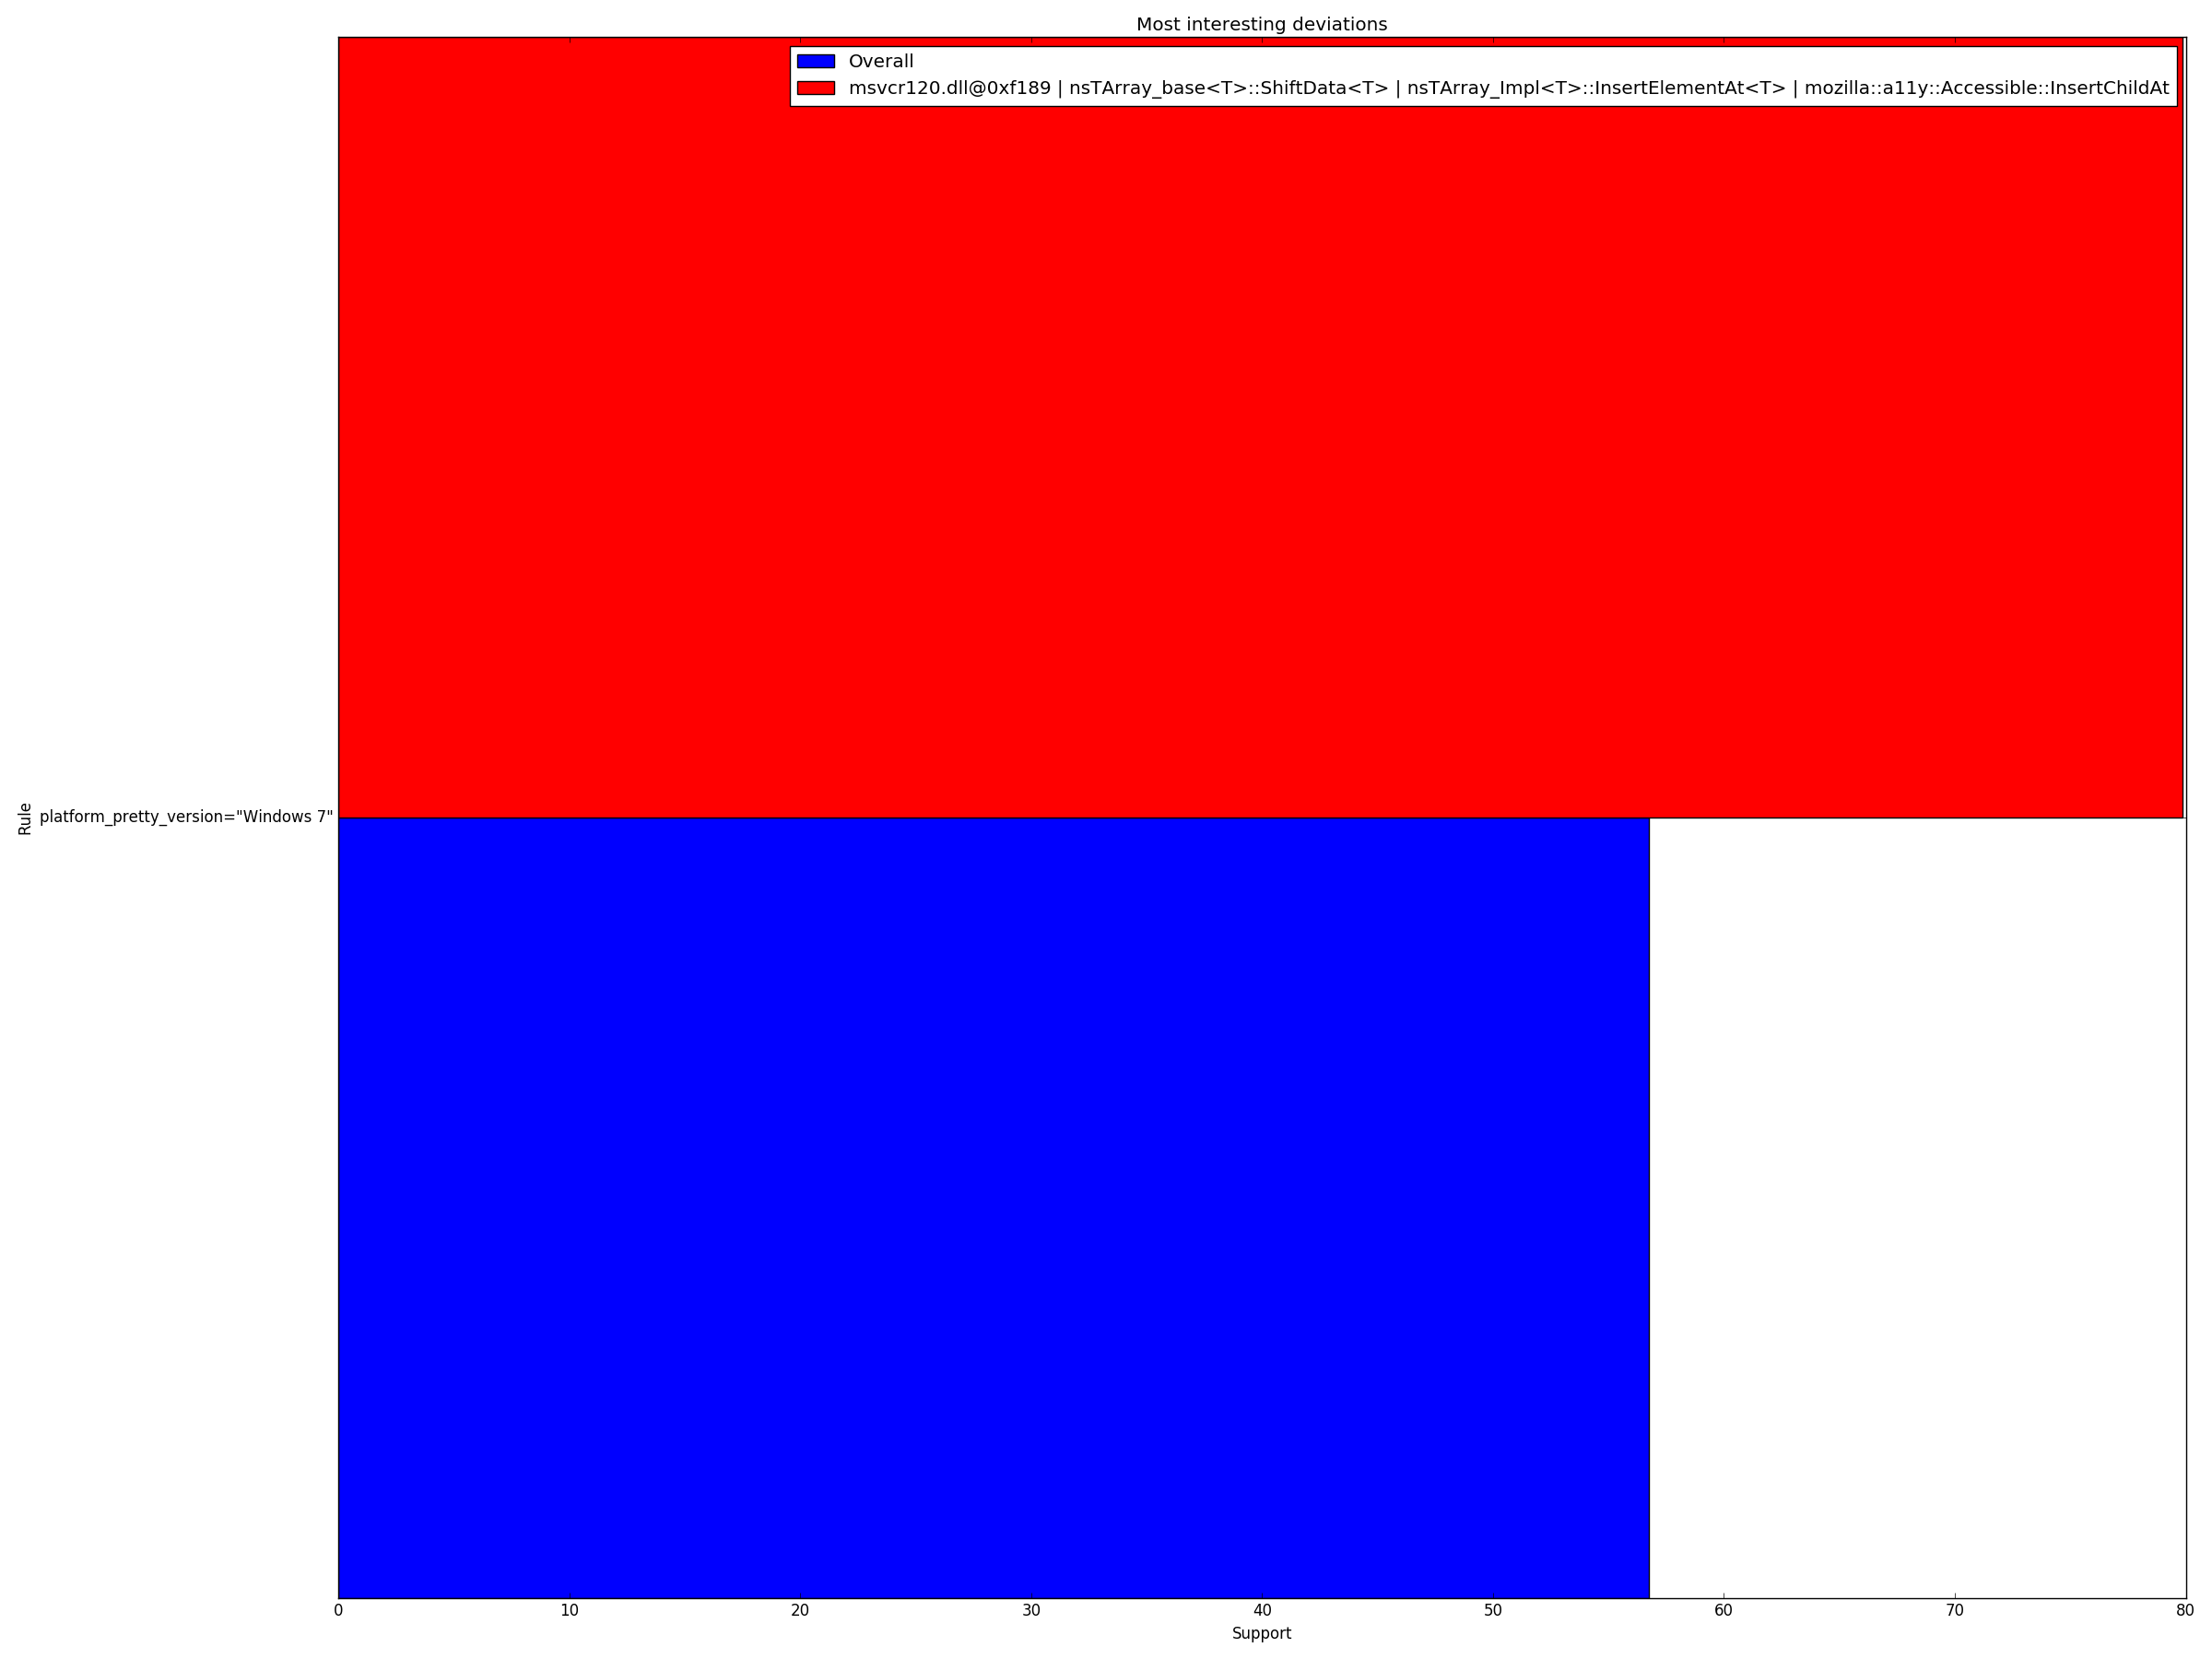 Most interesting deviations
Overall
msvcr120.dll@0xf189 | nsTArray_base<T>::ShiftData<T> | nsTArray_Impl<T>::InsertElementAt<T> | mozilla::a11y::Accessible::InsertChildAt
Rule
platform_pretty_version="Windows 7"
0 10 20 30 40 50 60 70 80
Support